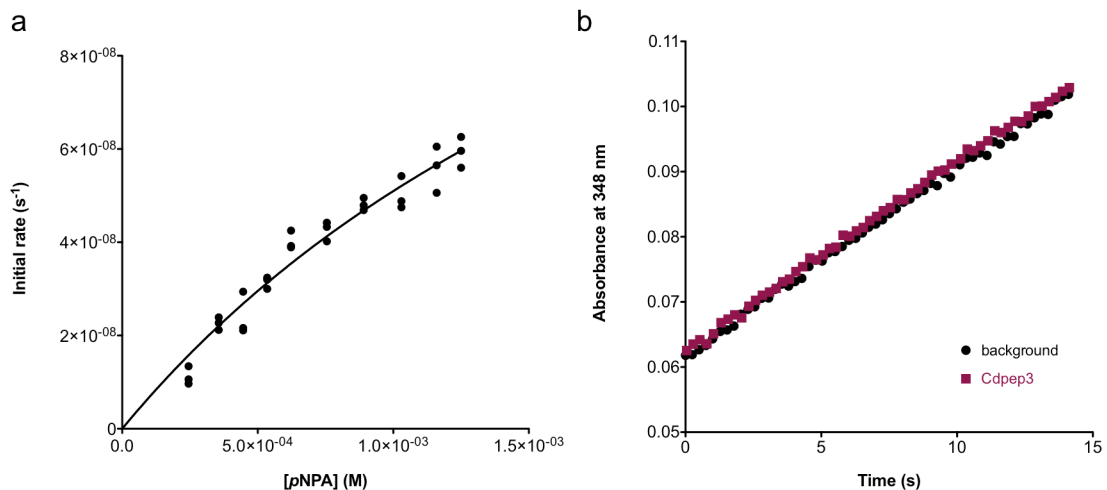 a
8×10⁻⁰⁸
6×10⁻⁰⁸
4×10⁻⁰⁸
2×10⁻⁰⁸
0
Initial rate (s⁻¹)
0.0
5.0×10⁻⁰⁴
1.0×10⁻⁰³
1.5×10⁻⁰³
[pNPA] (M)
b
0.11
0.10
0.09
0.08
0.07
0.06
0.05
Absorbance at 348 nm
background
Cdpep3
0
5
10
15
Time (s)